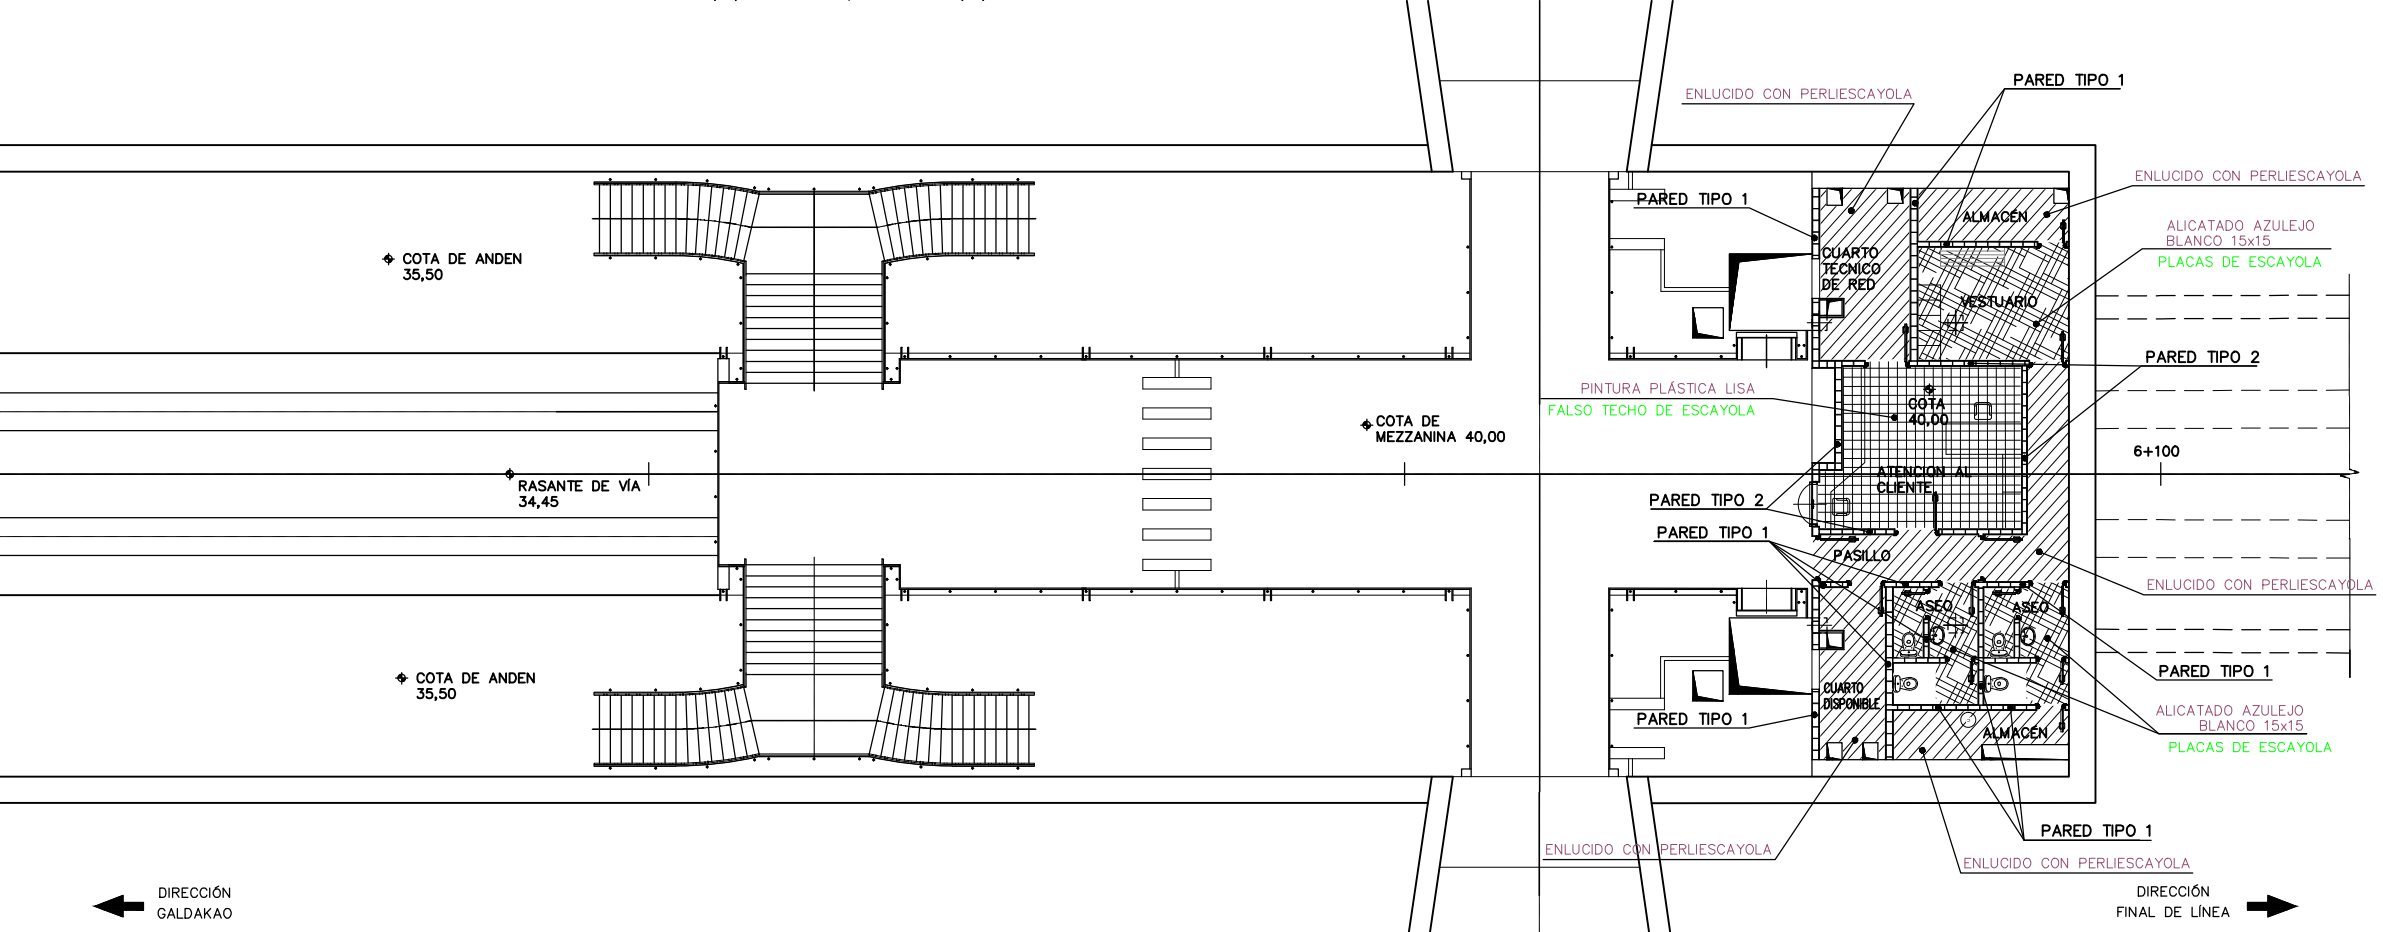 PARED TIPO 1
ENLUCIDO CON PERLIESCAYOLA
ENLUCIDO CON PERLIESCAYOLA
PARED TIPO 1
ALMACÉN
ALICATADO AZULEJO
BLANCO 15x15
PLACAS DE ESCAYOLA
COTA DE ANDEN
35,50
CUARTO
TECNICO
DE RED
VESTUARIO
PARED TIPO 2
PINTURA PLÁSTICA LISA
FALSO TECHO DE ESCAYOLA
COTA
40,00
COTA DE
MEZZANINA 40,00
6+100
RASANTE DE VÍA
34,45
ATENCION AL
CLIENTE
PARED TIPO 2
PARED TIPO 1
PASILLO
ENLUCIDO CON PERLIESCAYOLA
ASEO
ASEO
COTA DE ANDEN
35,50
PARED TIPO 1
CUARTO
DISPONIBLE
PARED TIPO 1
ALMACÉN
ALICATADO AZULEJO
BLANCO 15x15
PLACAS DE ESCAYOLA
PARED TIPO 1
ENLUCIDO CON PERLIESCAYOLA
ENLUCIDO CON PERLIESCAYOLA
DIRECCIÓN
GALDAKAO
DIRECCIÓN
FINAL DE LÍNEA